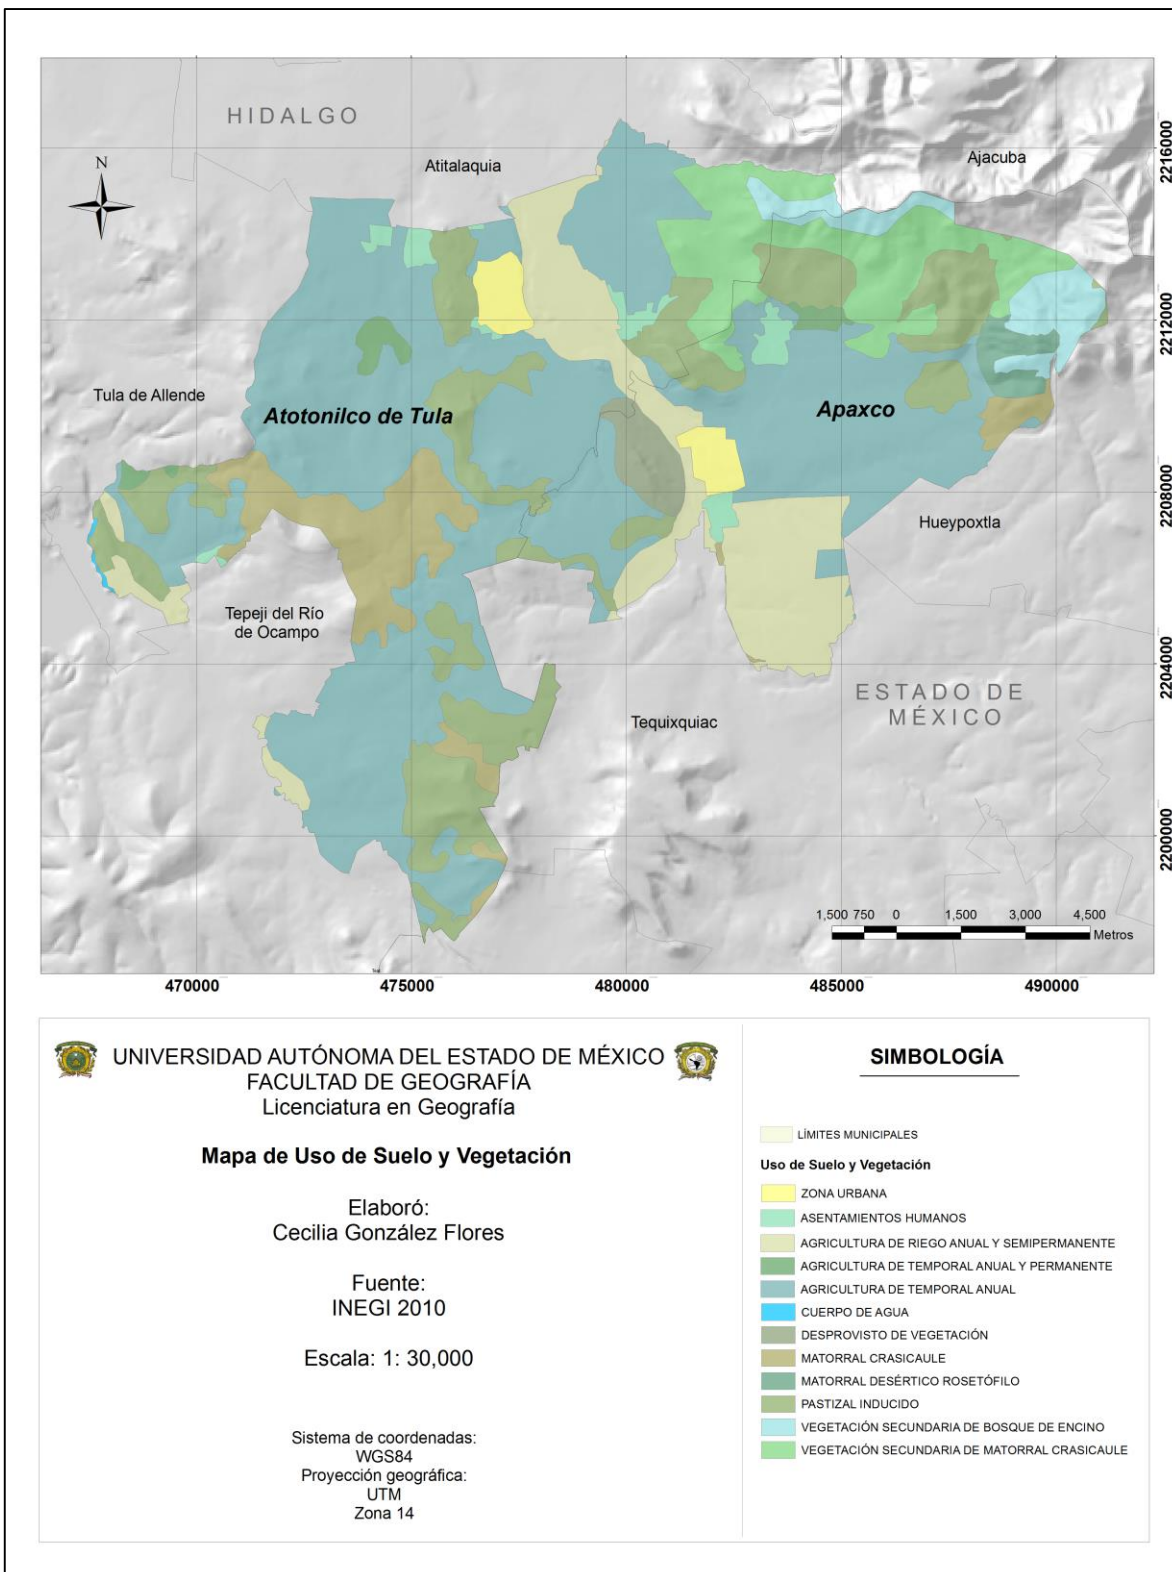 HIDALGO
Atitalaquia
Ajacuba
N
2216000
2212000
Tula de Allende
Atotonilco de Tula
Apaxco
2208000
Hueypoxtla
Tepeji del Río
de Ocampo
2204000
ESTADO DE
MÉXICO
Tequixquiac
2200000
1,500 750 0 1,500 3,000 4,500
Metros
470000 475000 480000 485000 490000
UNIVERSIDAD AUTÓNOMA DEL ESTADO DE MÉXICO
FACULTAD DE GEOGRAFÍA
Licenciatura en Geografía
Mapa de Uso de Suelo y Vegetación
Elaboró:
Cecilia González Flores
Fuente:
INEGI 2010
Escala: 1: 30,000
Sistema de coordenadas:
WGS84
Proyección geográfica:
UTM
Zona 14
SIMBOLOGÍA
LÍMITES MUNICIPALES
Uso de Suelo y Vegetación
ZONA URBANA
ASENTAMIENTOS HUMANOS
AGRICULTURA DE RIEGO ANUAL Y SEMIPERMANENTE
AGRICULTURA DE TEMPORAL ANUAL Y PERMANENTE
AGRICULTURA DE TEMPORAL ANUAL
CUERPO DE AGUA
DESPROVISTO DE VEGETACIÓN
MATORRAL CRASICAULE
MATORRAL DESÉRTICO ROSETÓFILO
PASTIZAL INDUCIDO
VEGETACIÓN SECUNDARIA DE BOSQUE DE ENCINO
VEGETACIÓN SECUNDARIA DE MATORRAL CRASICAULE